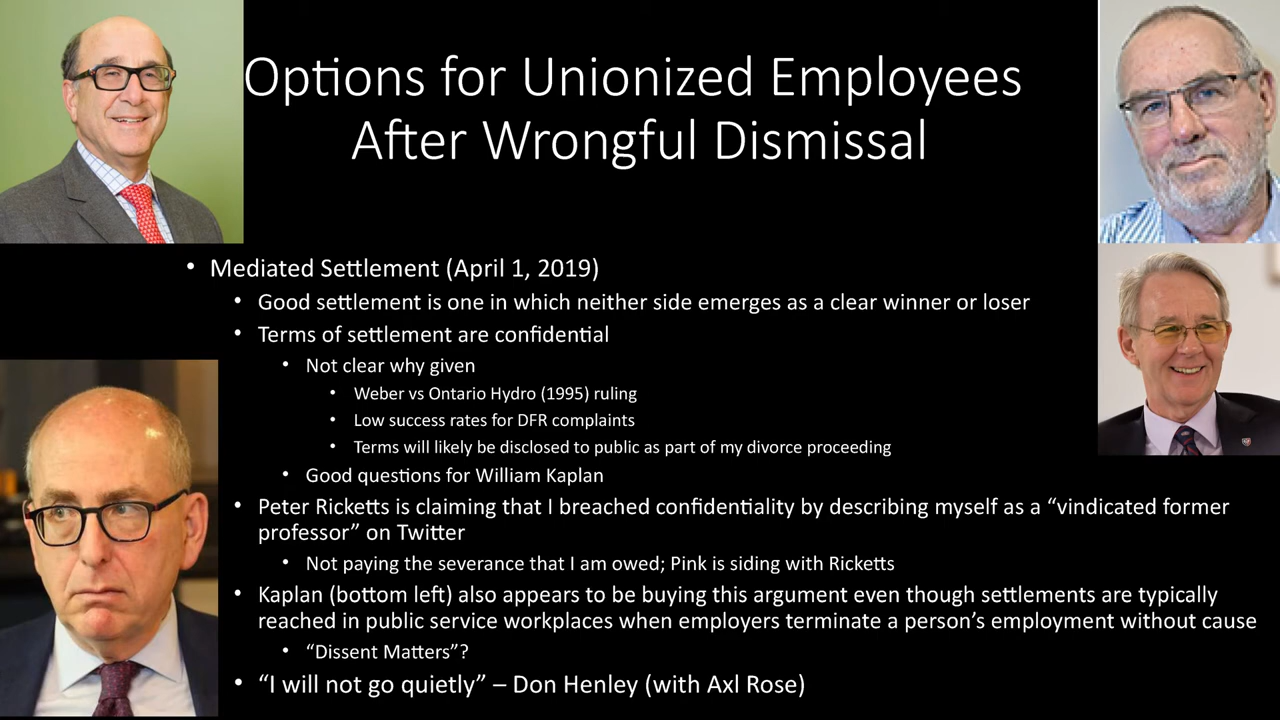 Options for Unionized Employees
After Wrongful Dismissal
• Mediated Settlement (April 1, 2019)
• Good settlement is one in which neither side emerges as a clear winner or loser
• Terms of settlement are confidential
• Not clear why given
• Weber vs Ontario Hydro (1995) ruling
• Low success rates for DFR complaints
• Terms will likely be disclosed to public as part of my divorce proceeding
• Good questions for William Kaplan
• Peter Ricketts is claiming that I breached confidentiality by describing myself as a “vindicated former
professor” on Twitter
• Not paying the severance that I am owed; Pink is siding with Ricketts
• Kaplan (bottom left) also appears to be buying this argument even though settlements are typically
reached in public service workplaces when employers terminate a person’s employment without cause
• “Dissent Matters”?
• “I will not go quietly” – Don Henley (with Axl Rose)